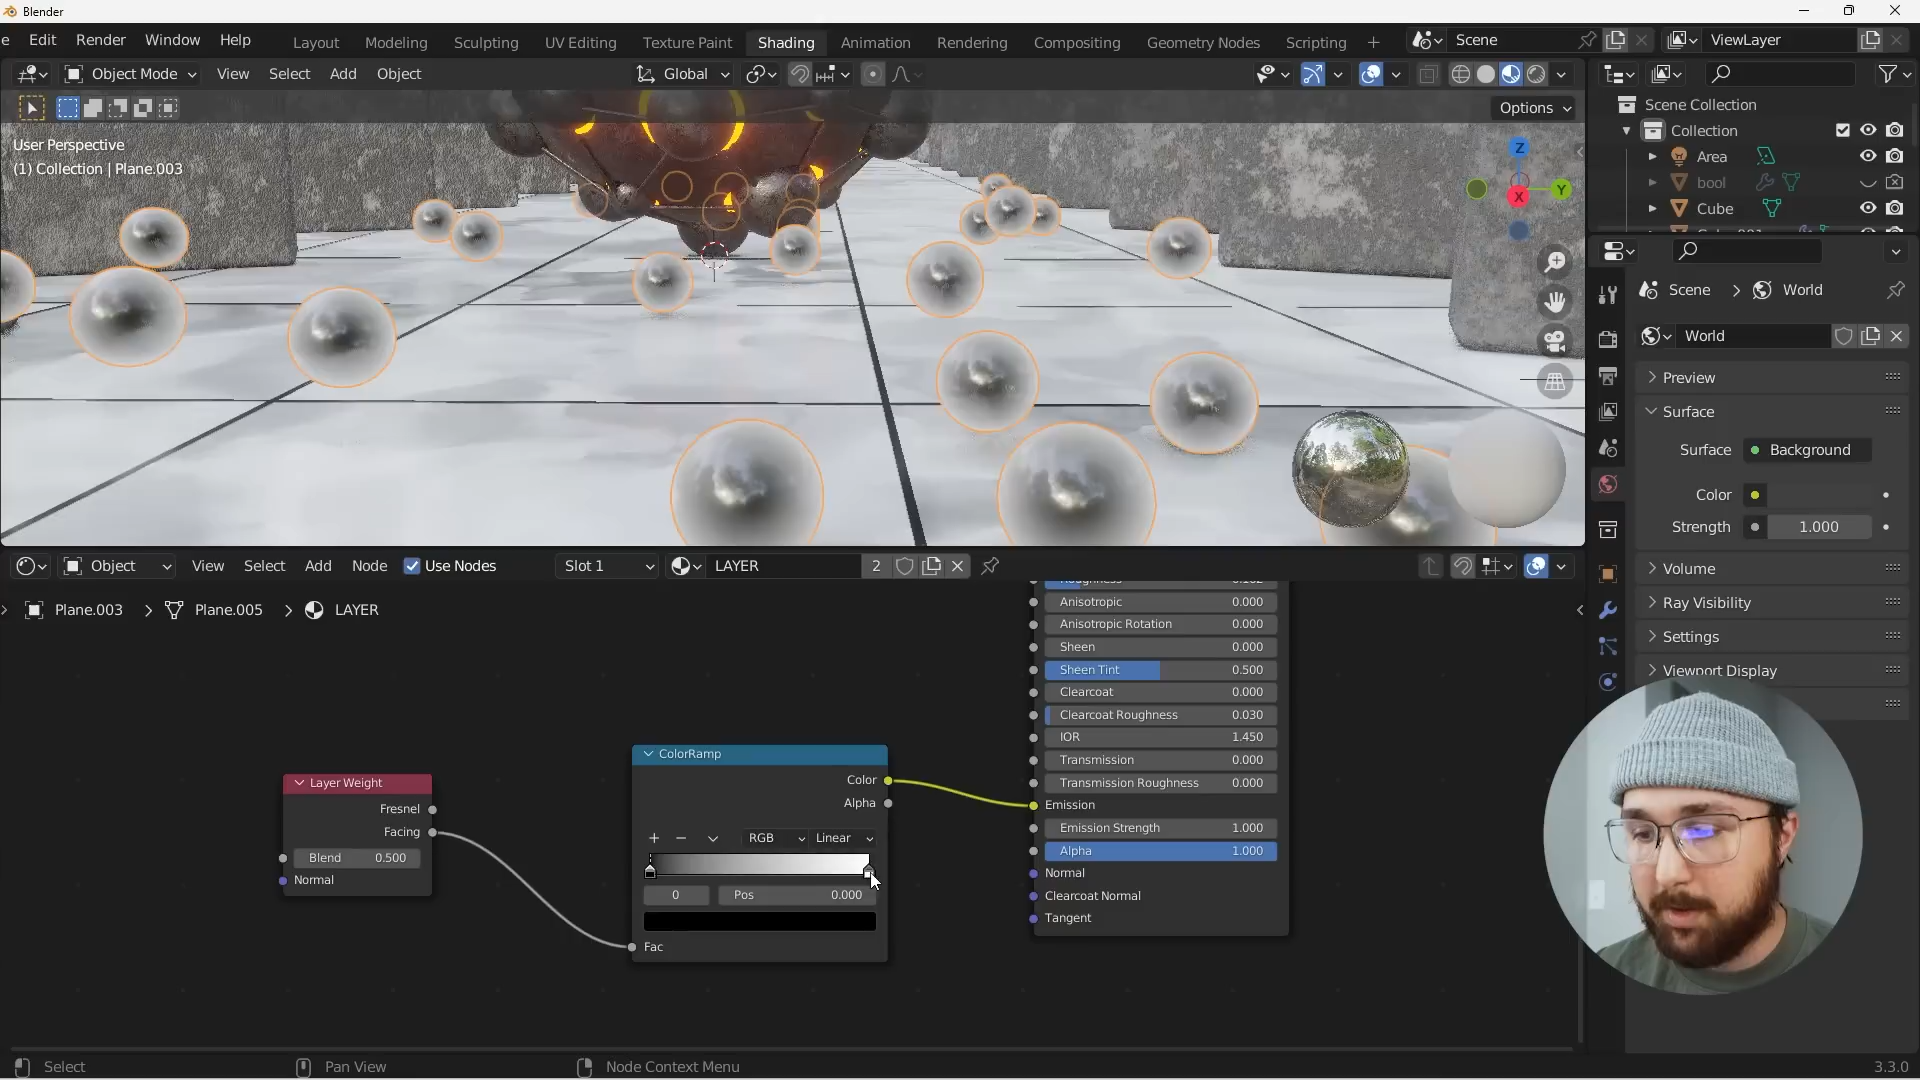 Blender
e Edit Render Window Help Layout Modeling Sculpting UV Editing Texture Paint Shading Animation Rendering Compositing Geometry Nodes Scripting + Scene ViewLayer
Object Mode View Select Add Object Global
Options
Scene Collection
User Perspective
(1) Collection | Plane.003
Z
Y
X
Collection
Area
bool
Cube
Scene > World
World
Preview
Surface
Surface Background
Color
Strength 1.000
Volume
Ray Visibility
Settings
Viewport Display
Object View Select Add Node Use Nodes Slot 1 LAYER 2
Plane.003 > Plane.005 > LAYER
Anisotropic 0.000
Anisotropic Rotation 0.000
Sheen 0.000
Sheen Tint 0.500
Clearcoat 0.000
Clearcoat Roughness 0.030
IOR 1.450
Transmission 0.000
Transmission Roughness 0.000
Emission
Emission Strength 1.000
Alpha 1.000
Normal
Clearcoat Normal
Tangent
ColorRamp
Color
Alpha
+ − RGB Linear
0 Pos 0.000
Fac
Layer Weight
Fresnel
Facing
Blend 0.500
Normal
Select Pan View Node Context Menu 3.3.0